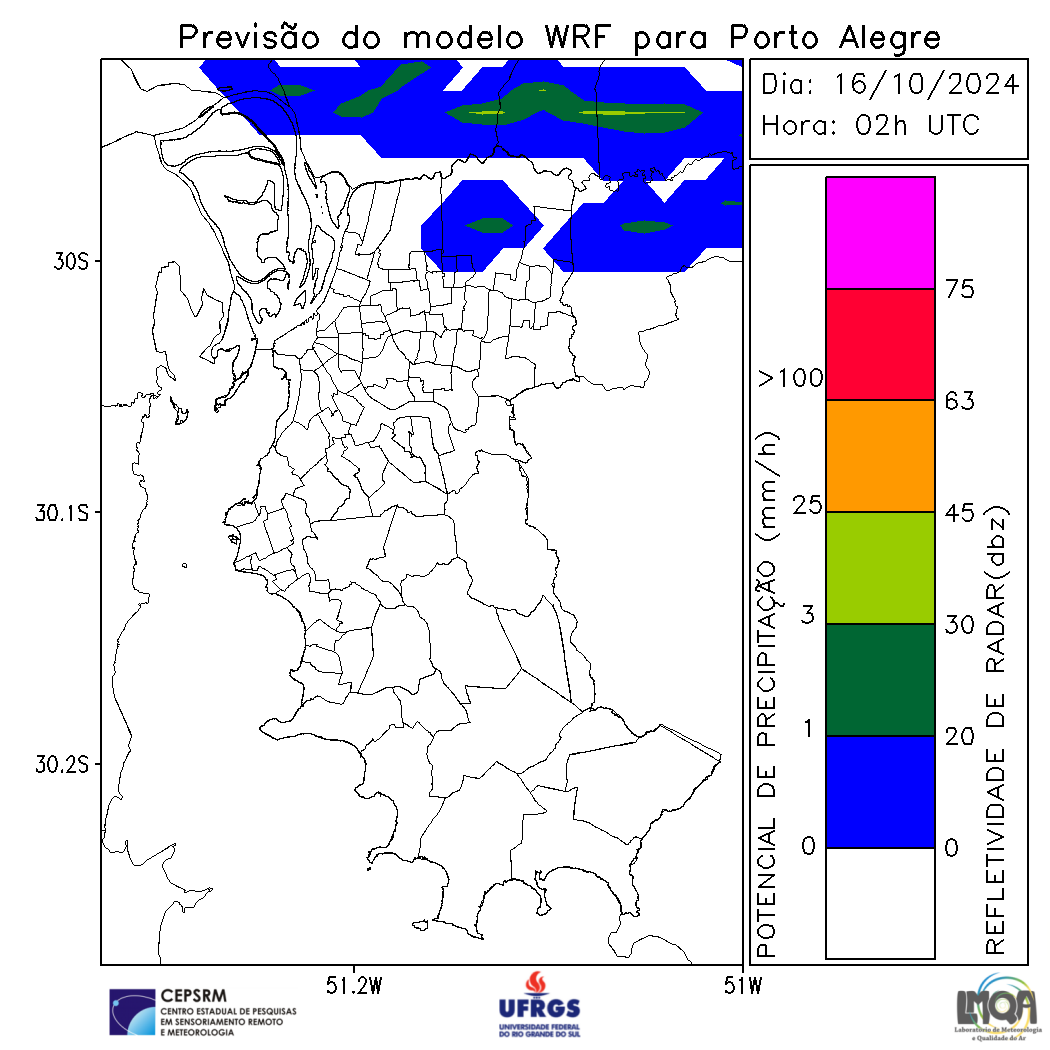 Previsão do modelo WRF para Porto Alegre
Dia: 16/10/2024
Hora: 02h UTC
30S
30.1S
30.2S
51.2W
51W
POTENCIAL DE PRECIPITAÇÃO (mm/h)
>100
25
3
1
0
75
63
45
30
20
0
REFLETIVIDADE DE RADAR(dbz)
CEPSRM
CENTRO ESTADUAL DE PESQUISAS
EM SENSORIAMENTO REMOTO
E METEOROLOGIA
UFRGS
UNIVERSIDADE FEDERAL
DO RIO GRANDE DO SUL
LMQA
Laboratório de Meteorologia
e Qualidade do Ar